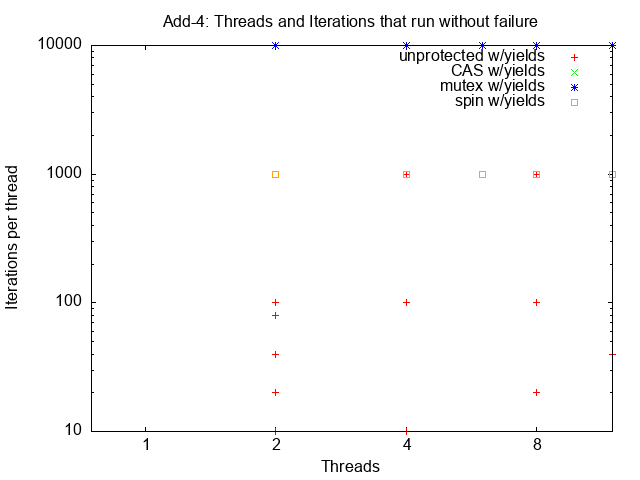 Add-4: Threads and Iterations that run without failure
10000
unprotected w/yields
CAS w/yields
mutex w/yields
spin w/yields
1000
Iterations per thread
100
10
1 2 4 8
Threads